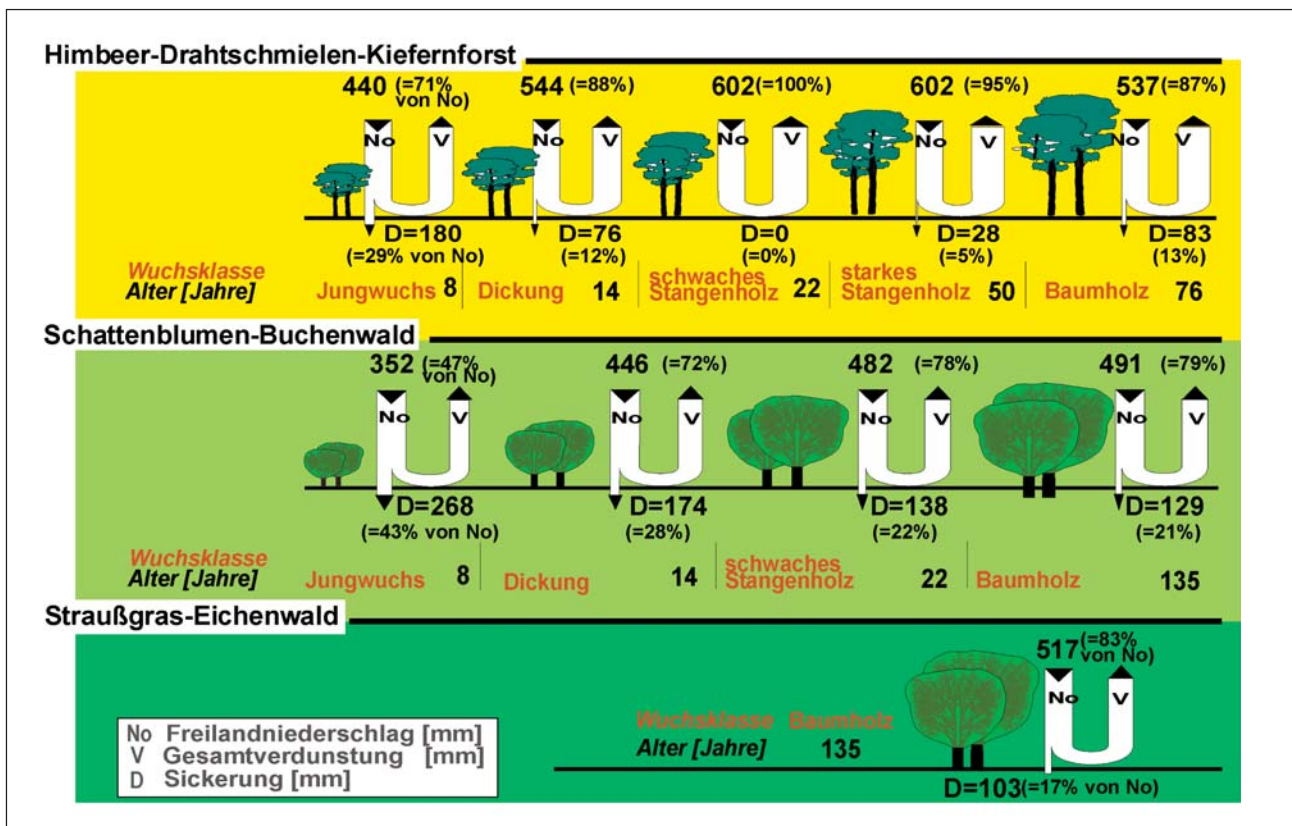 Himbeer-Drahtschmielen-Kiefernforst
440 (=71% von No) 544 (=88%) 602 (=100%) 602 (=95%) 537 (=87%)
No V No V No V No V No V
D=180 D=76 D=0 D=28 D=83
(=29% von No) (=12%) (=0%) (=5%) (13%)
Wuchsklasse
Alter [Jahre]
Jungwuchs 8 Dickung 14 schwaches Stangenholz 22 starkes Stangenholz 50 Baumholz 76
Schattenblumen-Buchenwald
352 (=47% von No) 446 (=72%) 482 (=78%) 491 (=79%)
No V No V No V No V
D=268 D=174 D=138 D=129
(=43% von No) (=28%) (=22%) (=21%)
Wuchsklasse
Alter [Jahre]
Jungwuchs 8 Dickung 14 schwaches Stangenholz 22 Baumholz 135
Straußgras-Eichenwald
517 (=83% von No)
No V
Wuchsklasse Baumholz
Alter [Jahre] 135
D=103 (=17% von No)
No Freilandniederschlag [mm]
V Gesamtverdunstung [mm]
D Sickerung [mm]